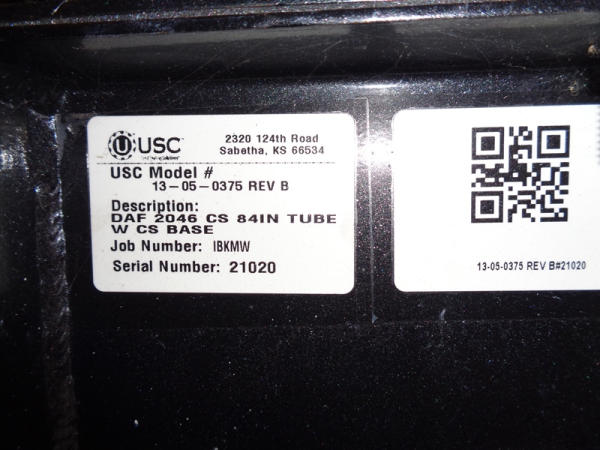 USC
2320 124th Road
Sabetha, KS 66534
USC Model #
13-05-0375 REV B
Description:
DAF 2046 CS 84IN TUBE
W CS BASE
Job Number: IBKMW
Serial Number: 21020
13-05-0375 REV B#21020